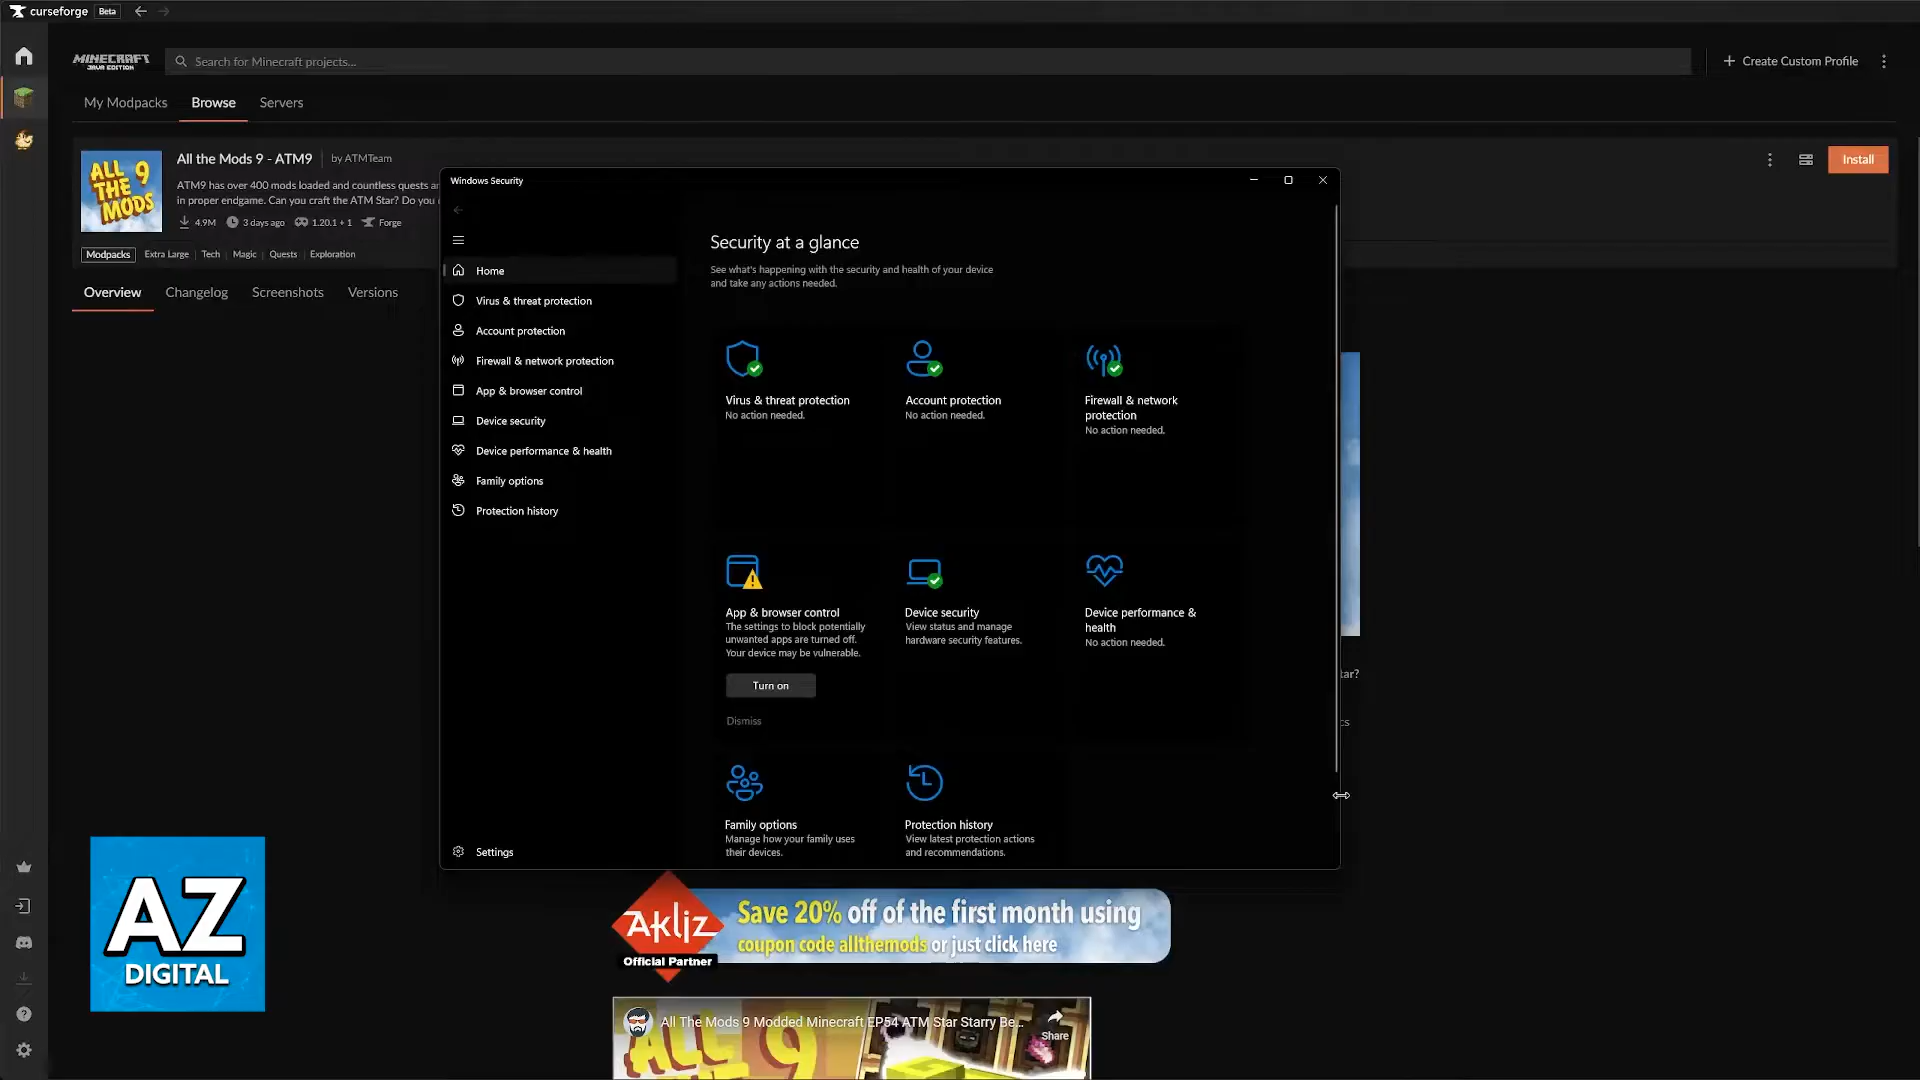 curseforge Beta
MINECRAFT
JAVA EDITION
Search for Minecraft projects...
Create Custom Profile
My Modpacks Browse Servers
ALL THE 9 MODS
All the Mods 9 - ATM9 by ATMTeam
ATM9 has over 400 mods loaded and countless quests
in proper endgame. Can you craft the ATM Star? Do you
4.9M 3 days ago 1.20.1 + 1 Forge
Install
Modpacks Extra Large Tech Magic Quests Exploration
Overview Changelog Screenshots Versions
Windows Security
Home
Virus & threat protection
Account protection
Firewall & network protection
App & browser control
Device security
Device performance & health
Family options
Protection history
Settings
Security at a glance
See what's happening with the security and health of your device
and take any actions needed.
Virus & threat protection
No action needed.
Account protection
No action needed.
Firewall & network
protection
No action needed.
App & browser control
The settings to block potentially
unwanted apps are turned off.
Your device may be vulnerable.
Turn on
Dismiss
Device security
View status and manage
hardware security features.
Device performance &
health
No action needed.
Family options
Manage how your family uses
their devices.
Protection history
View latest protection actions
and recommendations.
tar?
cs
AZ
DIGITAL
Akliz
Official Partner
Save 20% off of the first month using
coupon code allthemods or just click here
All The Mods 9 Modded Minecraft EP54 ATM Star Starry Be...
Share
ALL 9